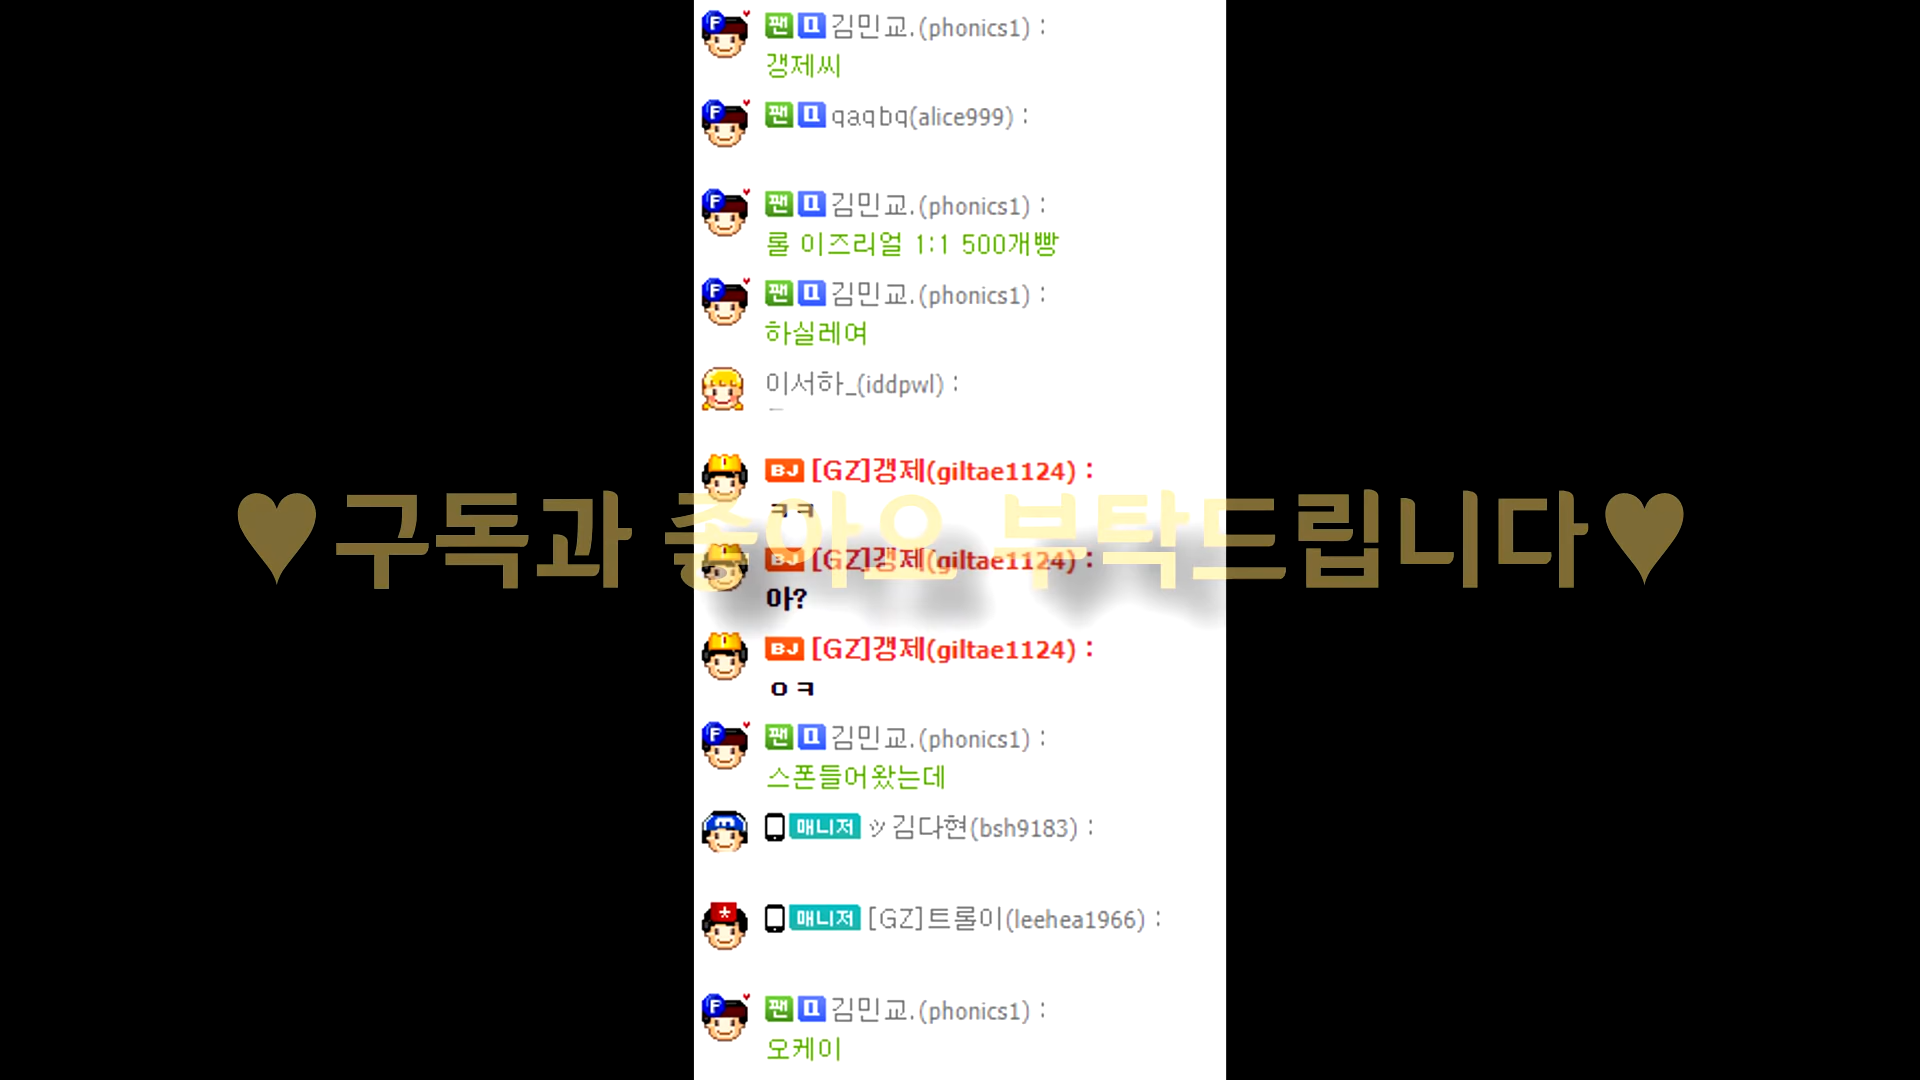 팬 김민교.(phonics1) :
갱제씨
팬 qaqbq(alice999) :
팬 김민교.(phonics1) :
롤 이즈리얼 1:1 500개빵
팬 김민교.(phonics1) :
하실레여
이서하_(iddpwl) :
BJ [GZ]갱제(giltae1124) :
ㅋㅋ
♥구독과 좋아요 부탁드립니다♥
BJ [GZ]갱제(giltae1124) :
아?
BJ [GZ]갱제(giltae1124) :
ㅇㅋ
팬 김민교.(phonics1) :
스폰들어왔는데
매니저 ッ김다현(bsh9183) :
매니저 [GZ]트롤이(leehea1966) :
팬 김민교.(phonics1) :
오케이